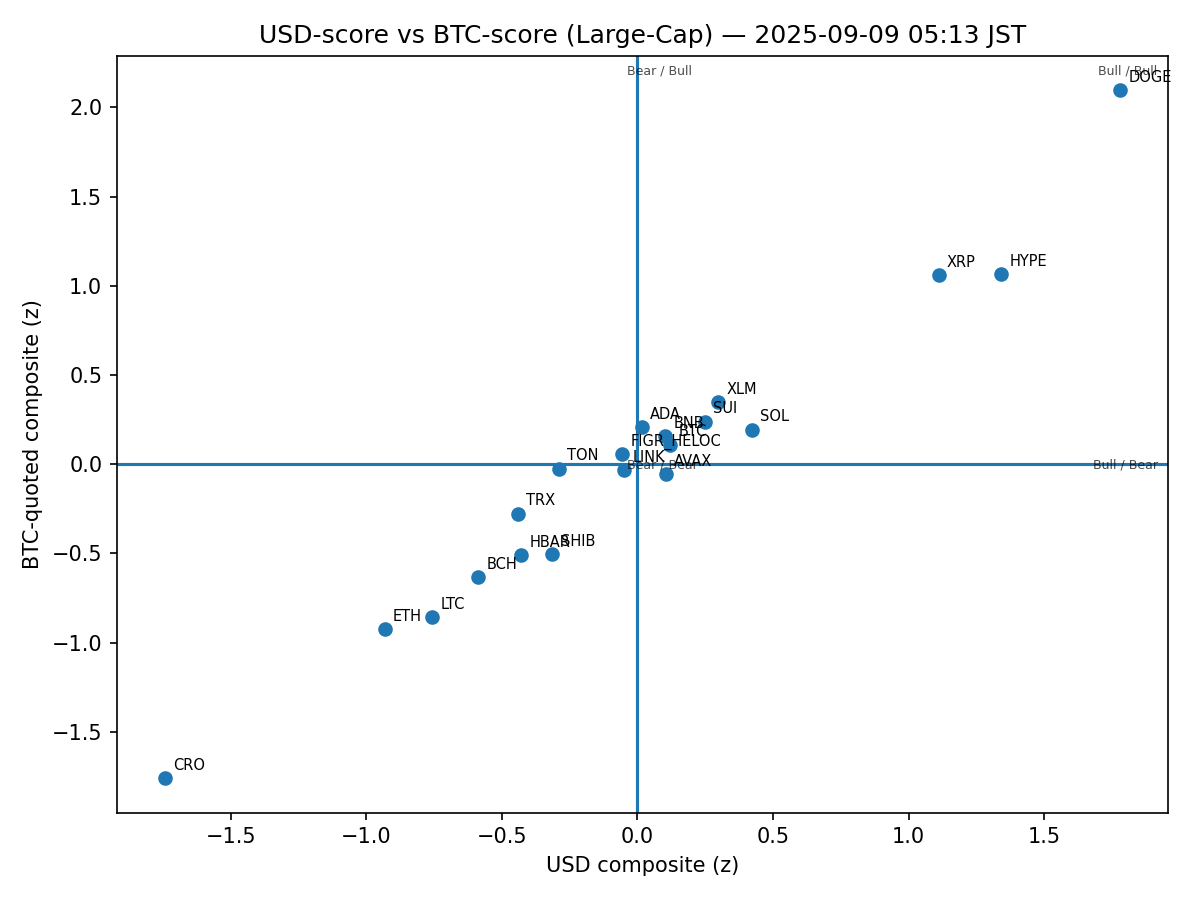 USD-score vs BTC-score (Large-Cap) — 2025-09-09 05:13 JST
Bear / Bull
Bull / Bull
DOGE
2.0
1.5
XRP
HYPE
1.0
0.5
XLM
SUI
ADA
SOL
BNB
BTC
FIGR_HELOC
TON
LINK
AVAX
Bear / Bear
Bull / Bear
0.0
TRX
HBAR
SHIB
−0.5
BCH
LTC
ETH
−1.0
−1.5
CRO
BTC-quoted composite (z)
−1.5
−1.0
−0.5
0.0
0.5
1.0
1.5
USD composite (z)